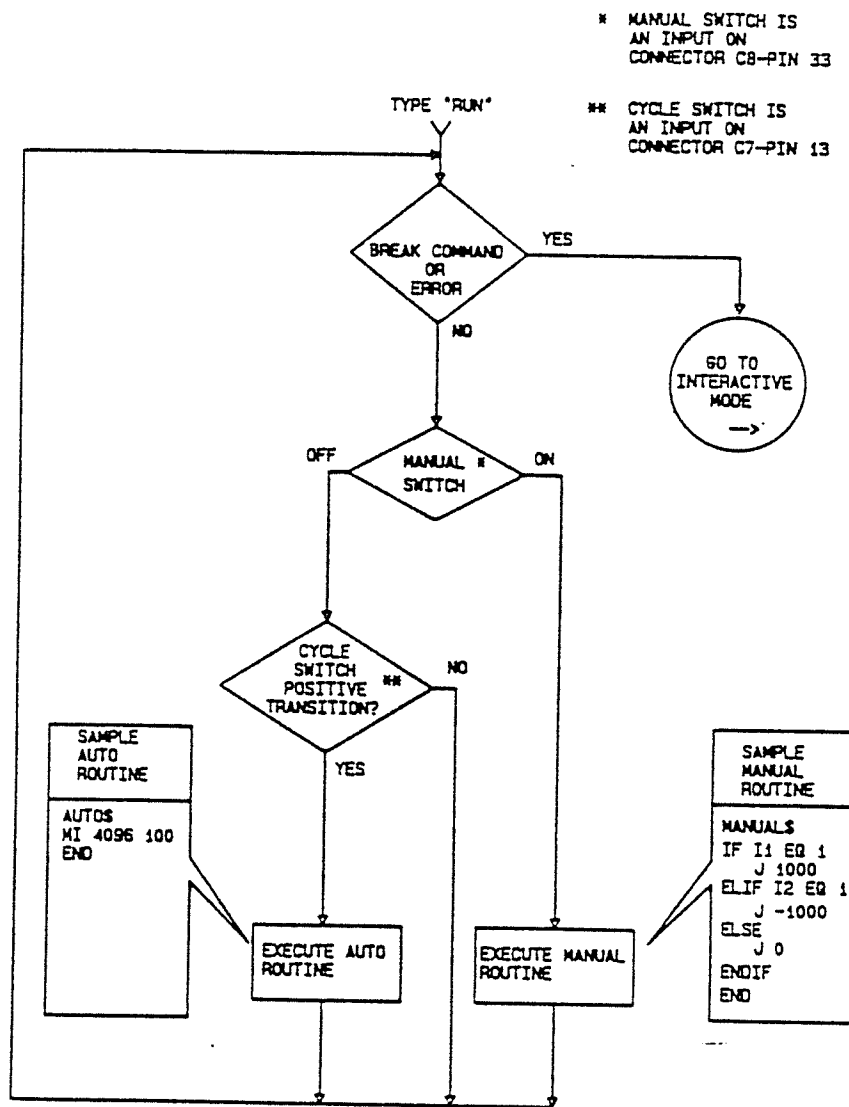 * MANUAL SWITCH IS
AN INPUT ON
CONNECTOR C8-PIN 33
TYPE "RUN"
** CYCLE SWITCH IS
AN INPUT ON
CONNECTOR C7-PIN 13
BREAK COMMAND
OR
ERROR
YES
NO
GO TO
INTERACTIVE
MODE
-->
OFF
MANUAL *
SWITCH
ON
CYCLE
SWITCH
POSITIVE **
TRANSITION?
NO
YES
SAMPLE
AUTO
ROUTINE
AUTO$
MI 4096 100
END
SAMPLE
MANUAL
ROUTINE
MANUAL$
IF I1 EQ 1
J 1000
ELIF I2 EQ 1
J -1000
ELSE
J 0
ENDIF
END
EXECUTE AUTO
ROUTINE
EXECUTE MANUAL
ROUTINE